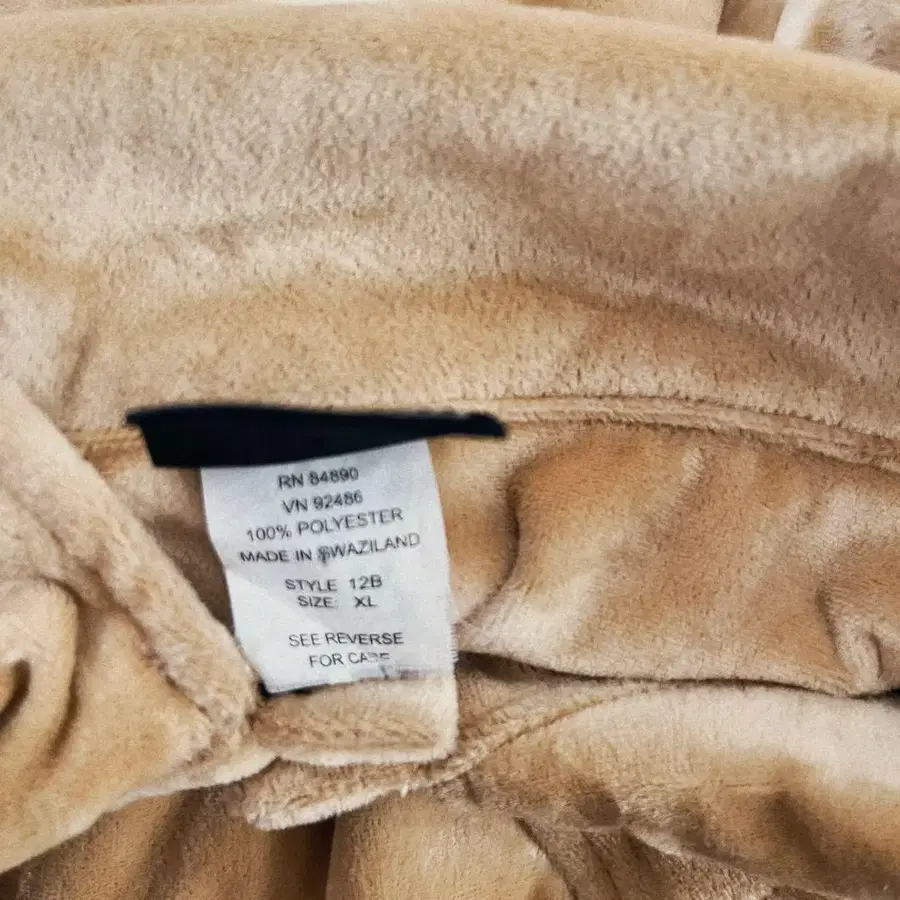 RN 84890
VN 92486
100% POLYESTER
MADE IN SWAZILAND
STYLE 12B
SIZE: XL
SEE REVERSE
FOR CARE